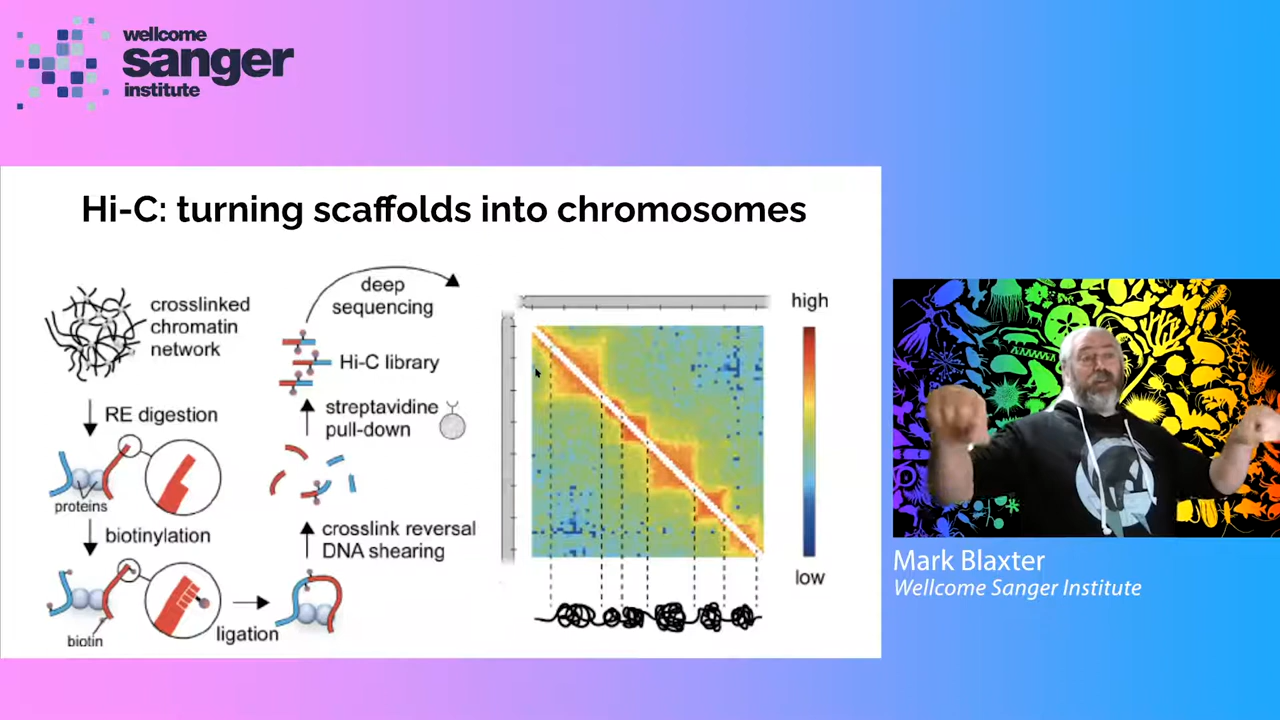 wellcome
sanger
institute
Hi-C: turning scaffolds into chromosomes
crosslinked
chromatin
network
RE digestion
proteins
biotinylation
biotin
ligation
crosslink reversal
DNA shearing
streptavidine
pull-down
Hi-C library
deep
sequencing
high
low
Mark Blaxter
Wellcome Sanger Institute